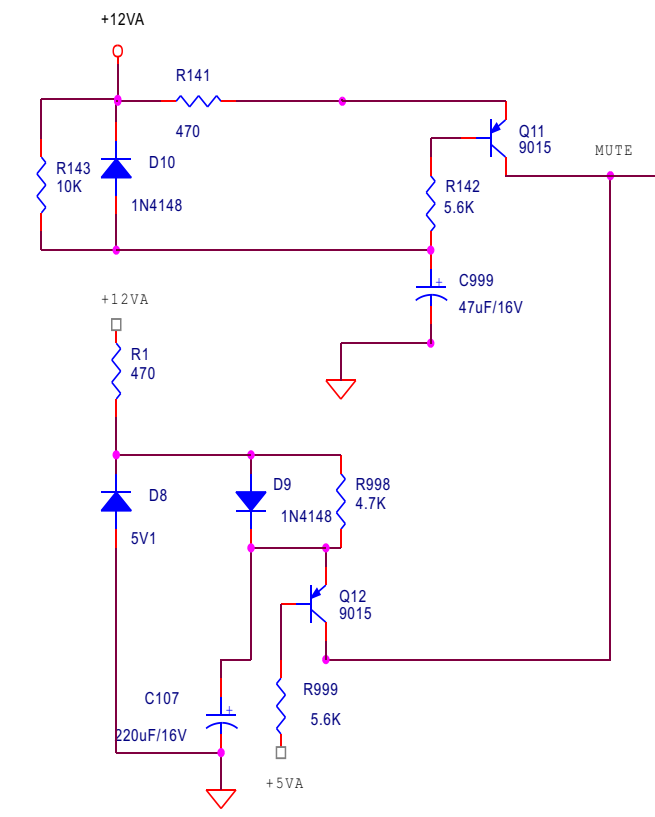 +12VA
R141
470
Q11
9015
MUTE
R143
10K
D10
1N4148
R142
5.6K
+
C999
47uF/16V
+12VA
R1
470
D8
5V1
D9
1N4148
R998
4.7K
Q12
9015
C107
+
220uF/16V
R999
5.6K
+5VA